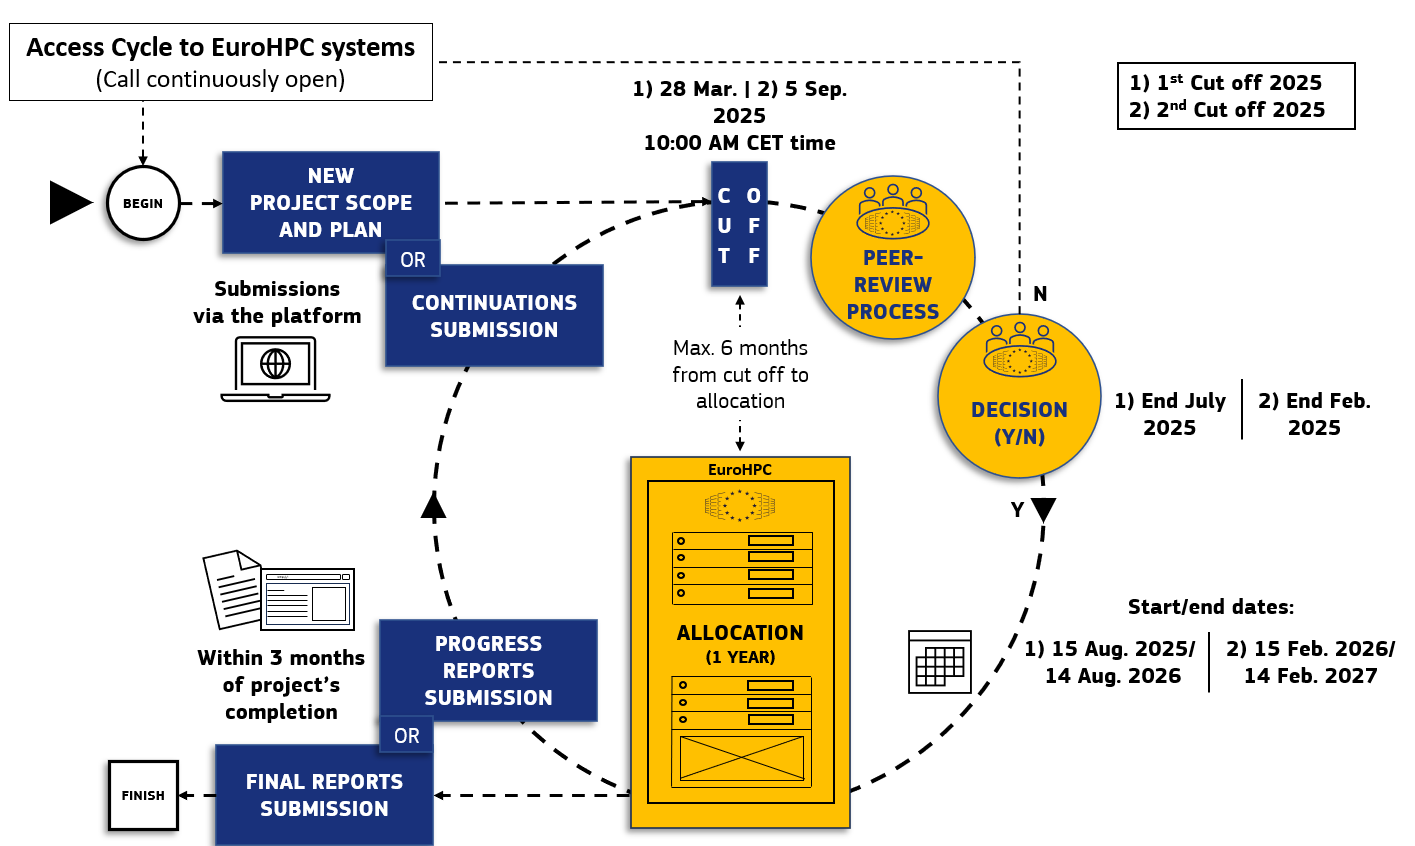 Access Cycle to EuroHPC systems
(Call continuously open)
1) 28 Mar. | 2) 5 Sep.
2025
10:00 AM CET time
1) 1st Cut off 2025
2) 2nd Cut off 2025
BEGIN
NEW
PROJECT SCOPE
AND PLAN
OR
CONTINUATIONS
SUBMISSION
Submissions
via the platform
C O
U F
T F
PEER-
REVIEW
PROCESS
N
DECISION
(Y/N)
1) End July
2025
2) End Feb.
2025
Y
Max. 6 months
from cut off to
allocation
EuroHPC
ALLOCATION
(1 YEAR)
Start/end dates:
1) 15 Aug. 2025/
14 Aug. 2026
2) 15 Feb. 2026/
14 Feb. 2027
Within 3 months
of project’s
completion
PROGRESS
REPORTS
SUBMISSION
OR
FINAL REPORTS
SUBMISSION
FINISH